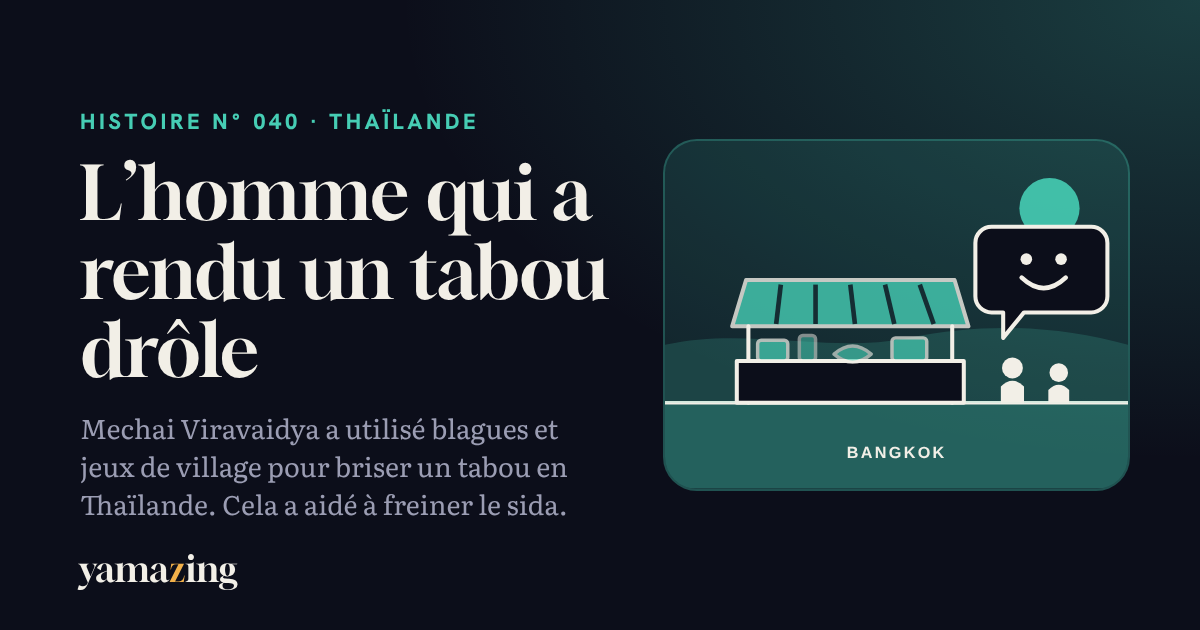 HISTOIRE N° 040 · THAÏLANDE
L’homme qui a
rendu un tabou
drôle
Mechai Viravaidya a utilisé blagues et
jeux de village pour briser un tabou en
Thaïlande. Cela a aidé à freiner le sida.
yamazing
BANGKOK